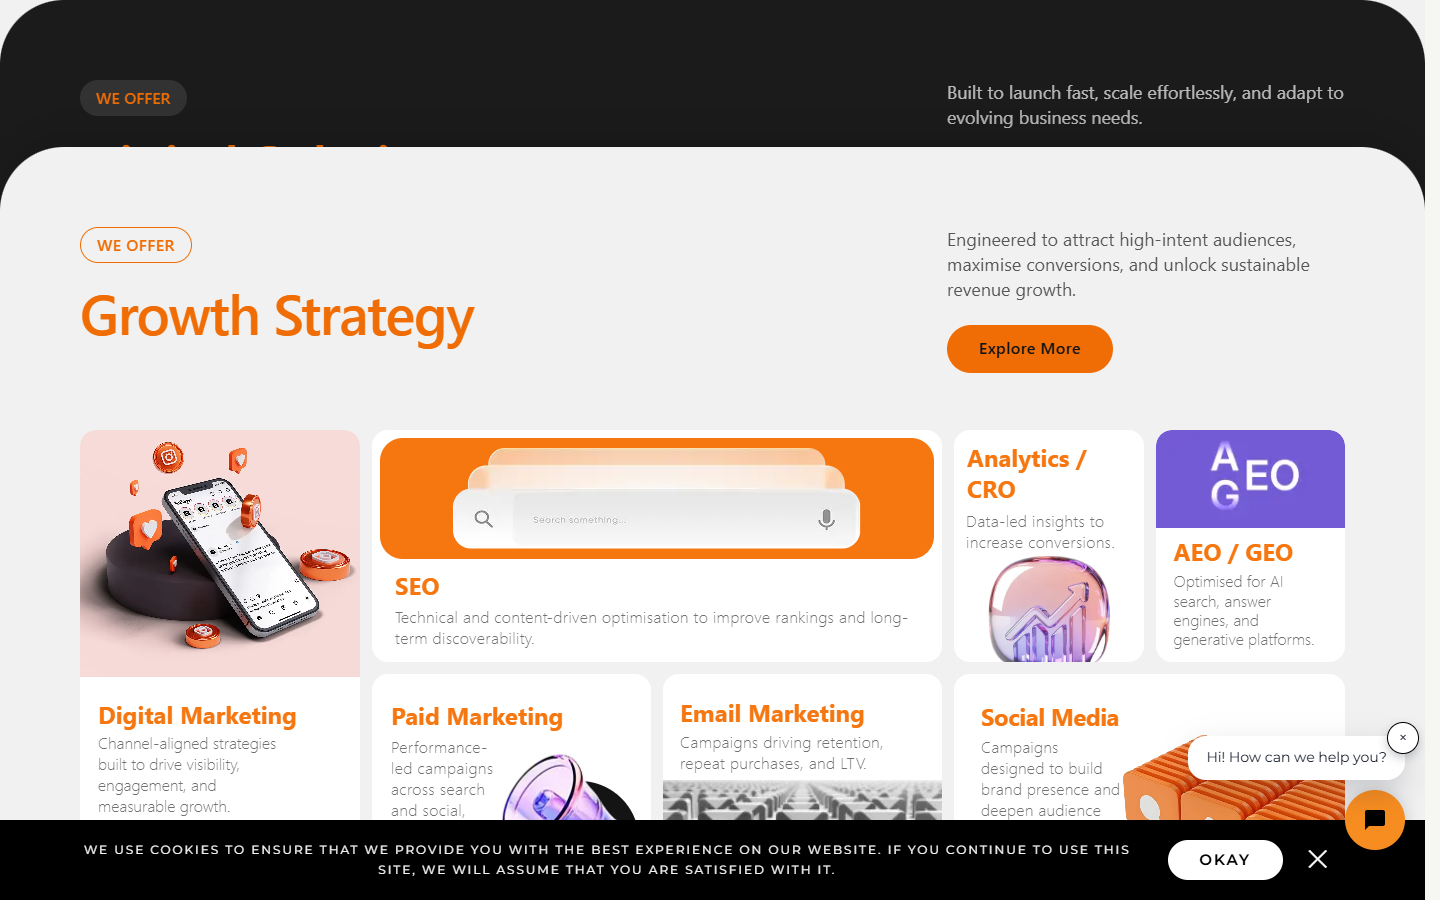 WE OFFER
Built to launch fast, scale effortlessly, and adapt to
evolving business needs.
WE OFFER
Growth Strategy
Engineered to attract high-intent audiences,
maximise conversions, and unlock sustainable
revenue growth.
Explore More
Search something...
SEO
Technical and content-driven optimisation to improve rankings and long-
term discoverability.
Analytics /
CRO
Data-led insights to
increase conversions.
A
G EO
AEO / GEO
Optimised for AI
search, answer
engines, and
generative platforms.
Digital Marketing
Channel-aligned strategies
built to drive visibility,
engagement, and
measurable growth.
Paid Marketing
Performance-
led campaigns
across search
and social,
Email Marketing
Campaigns driving retention,
repeat purchases, and LTV.
Social Media
Campaigns
designed to build
brand presence and
deepen audience
Hi! How can we help you?
WE USE COOKIES TO ENSURE THAT WE PROVIDE YOU WITH THE BEST EXPERIENCE ON OUR WEBSITE. IF YOU CONTINUE TO USE THIS
SITE, WE WILL ASSUME THAT YOU ARE SATISFIED WITH IT.
OKAY